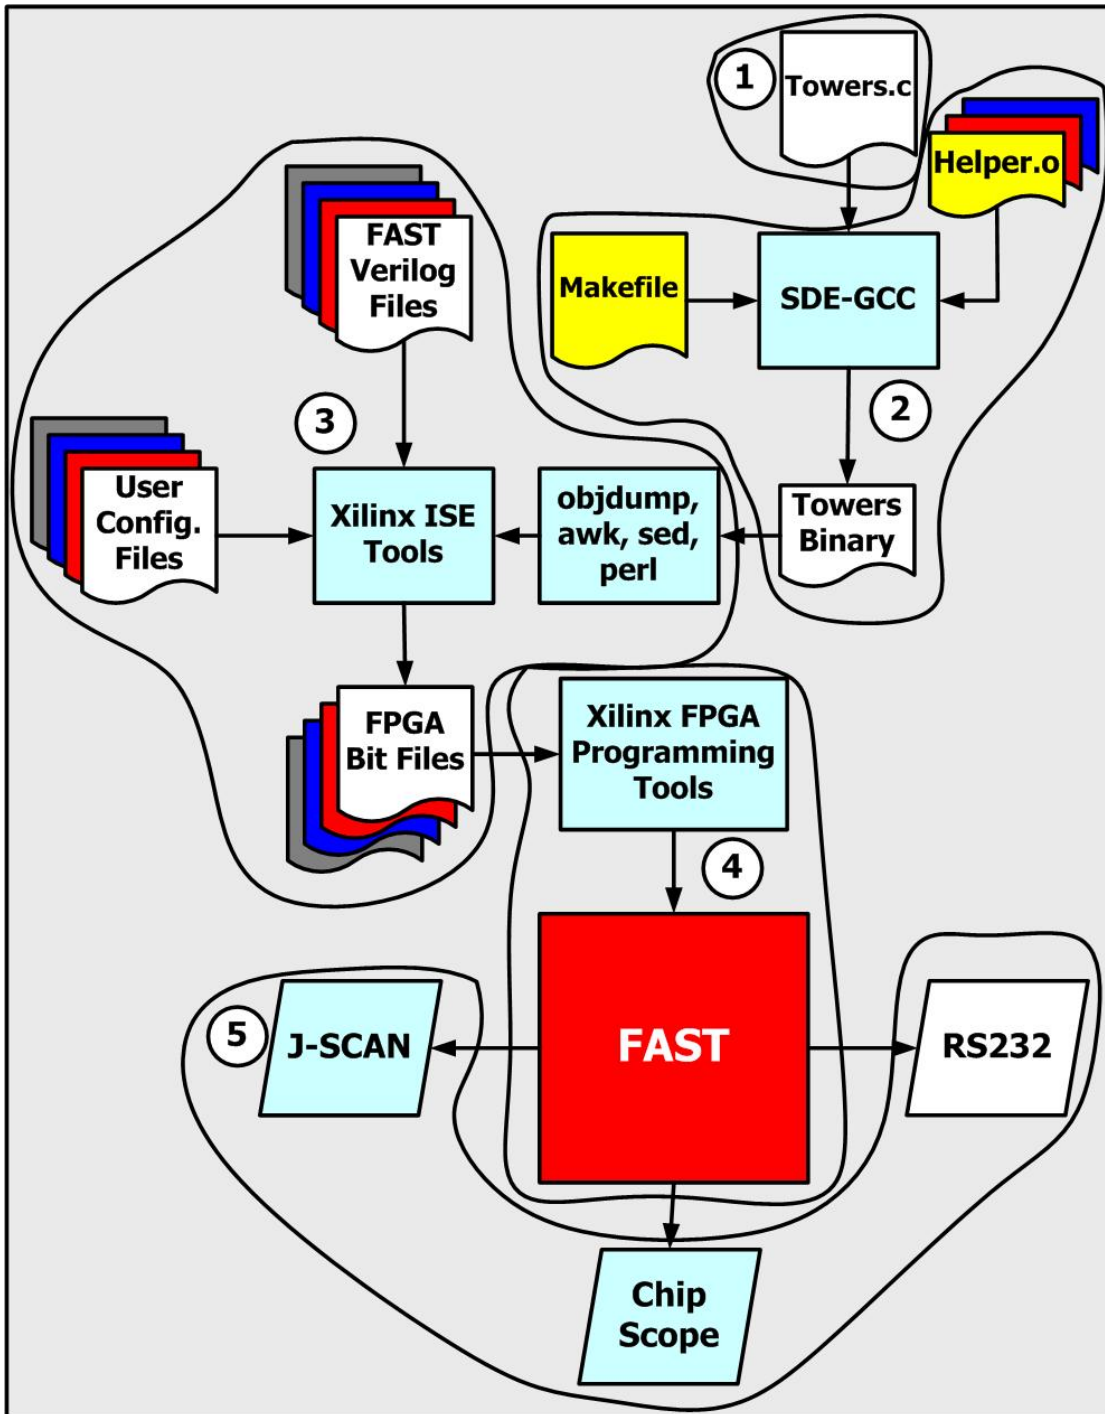 1
Towers.c
Helper.o
FAST
Verilog
Files
Makefile
SDE-GCC
2
3
User
Config.
Files
Xilinx ISE
Tools
objdump,
awk, sed,
perl
Towers
Binary
FPGA
Bit Files
Xilinx FPGA
Programming
Tools
4
5
J-SCAN
FAST
RS232
Chip
Scope